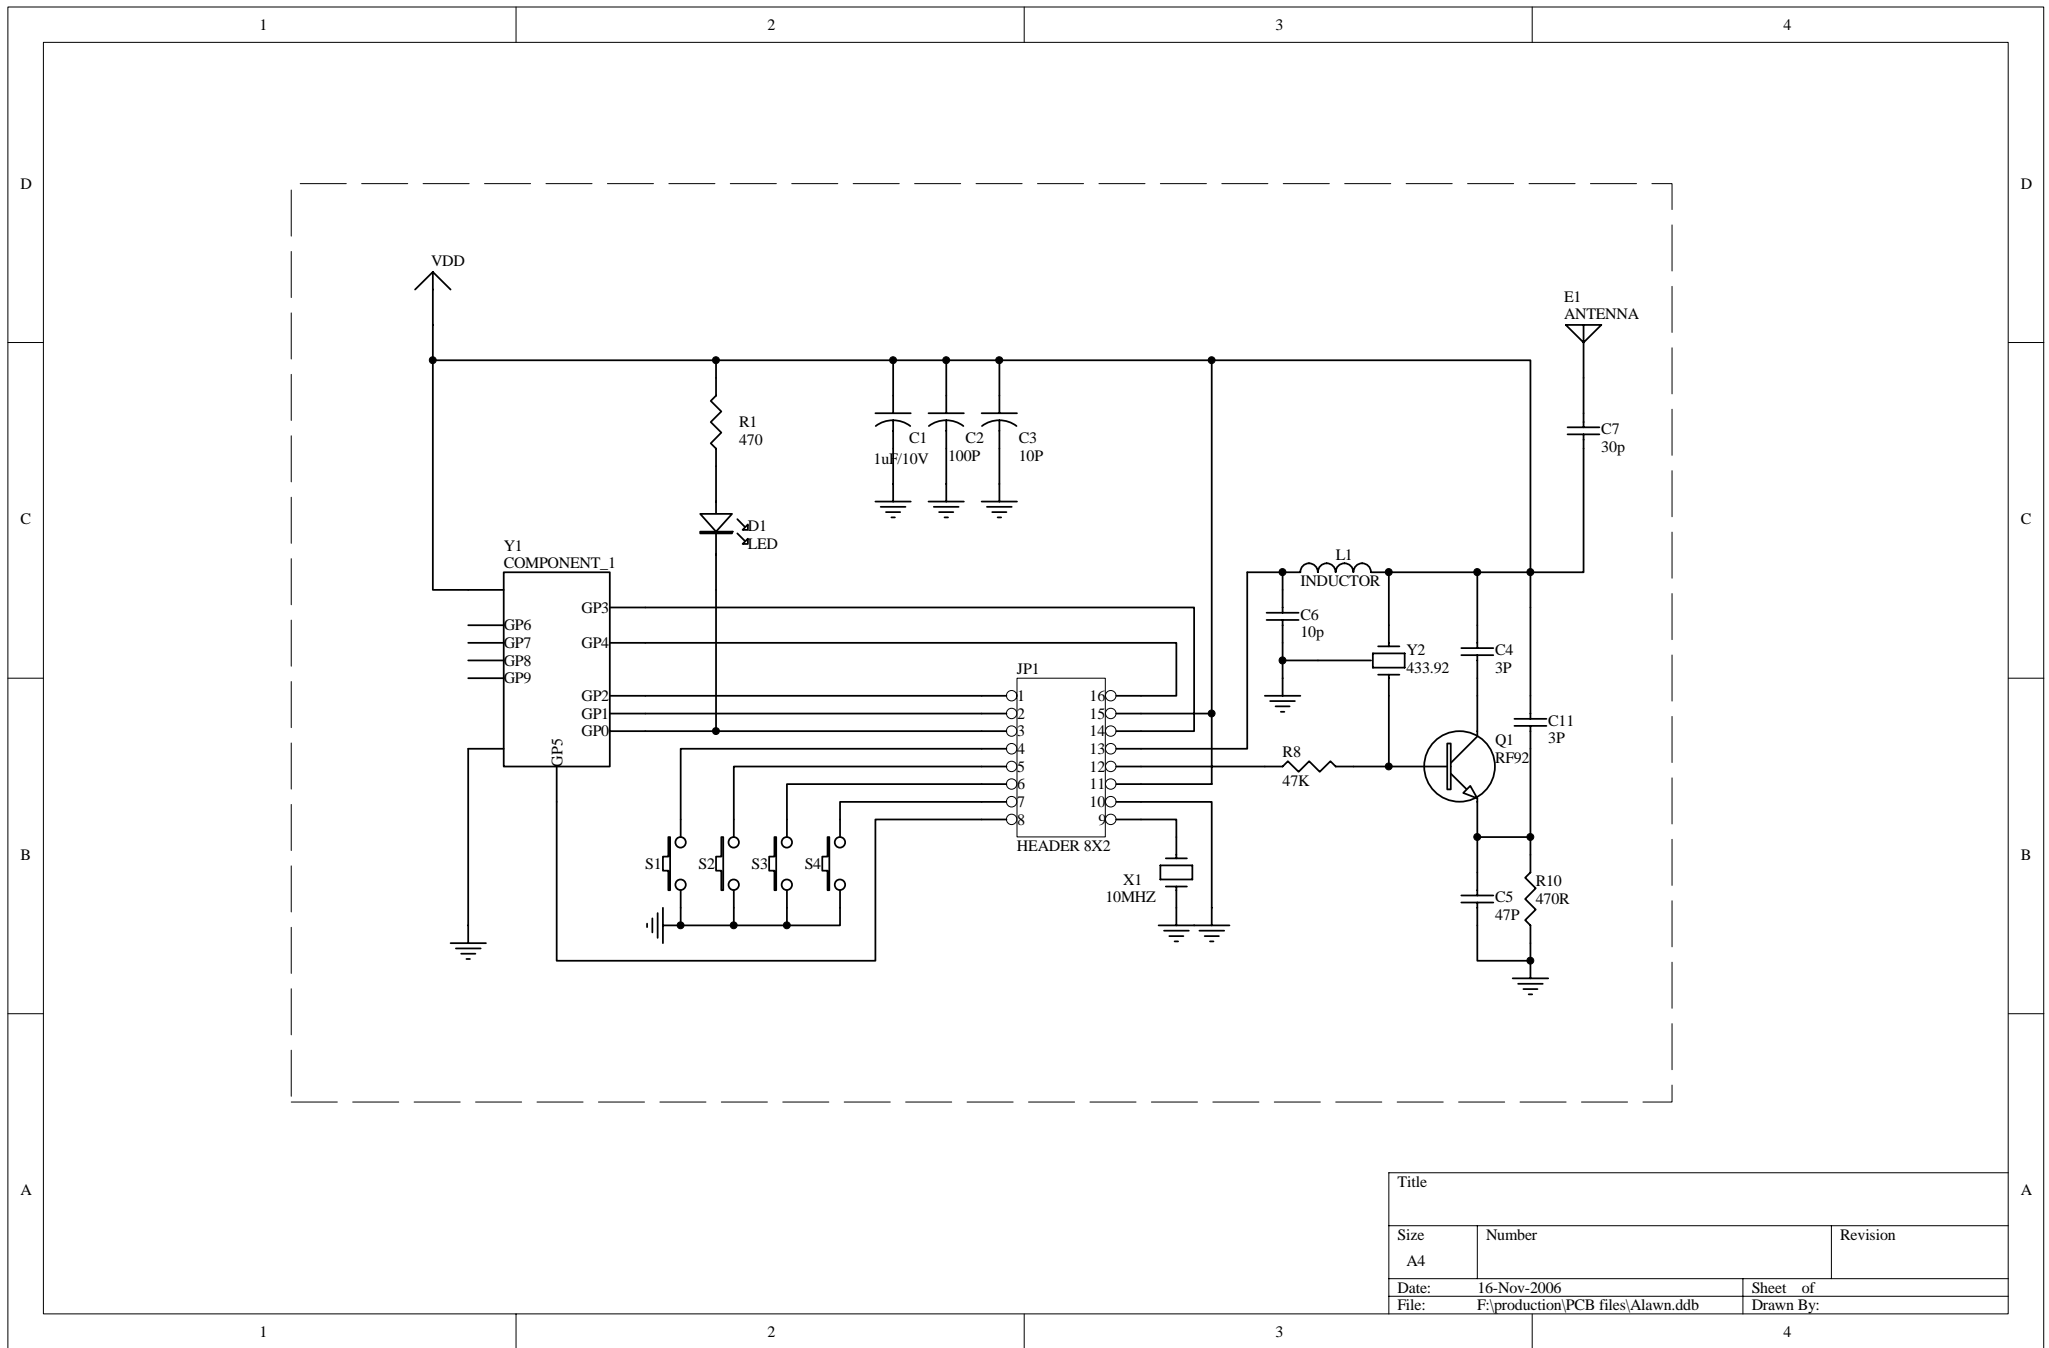 1 2 3 4
D D
VDD
E1
ANTENNA
R1
470
C1
1uF/10V
C2
100P
C3
10P
C7
30p
C C
D1
LED
Y1
COMPONENT_1
L1
INDUCTOR
GP3
GP6
GP7
GP8
GP9
GP4
GP2
GP1
GP0
GP5
C6
10p
Y2
433.92
C4
3P
JP1
1 16
2 15
3 14
4 13
5 12
6 11
7 10
8 9
HEADER 8X2
C11
3P
Q1
RF92
R8
47K
B B
S1 S2 S3 S4
X1
10MHZ
C5
47P
R10
470R
A A
Title
Size Number Revision
A4
Date: 16-Nov-2006 Sheet of
File: F:\production\PCB files\Alawn.ddb Drawn By:
1 2 3 4